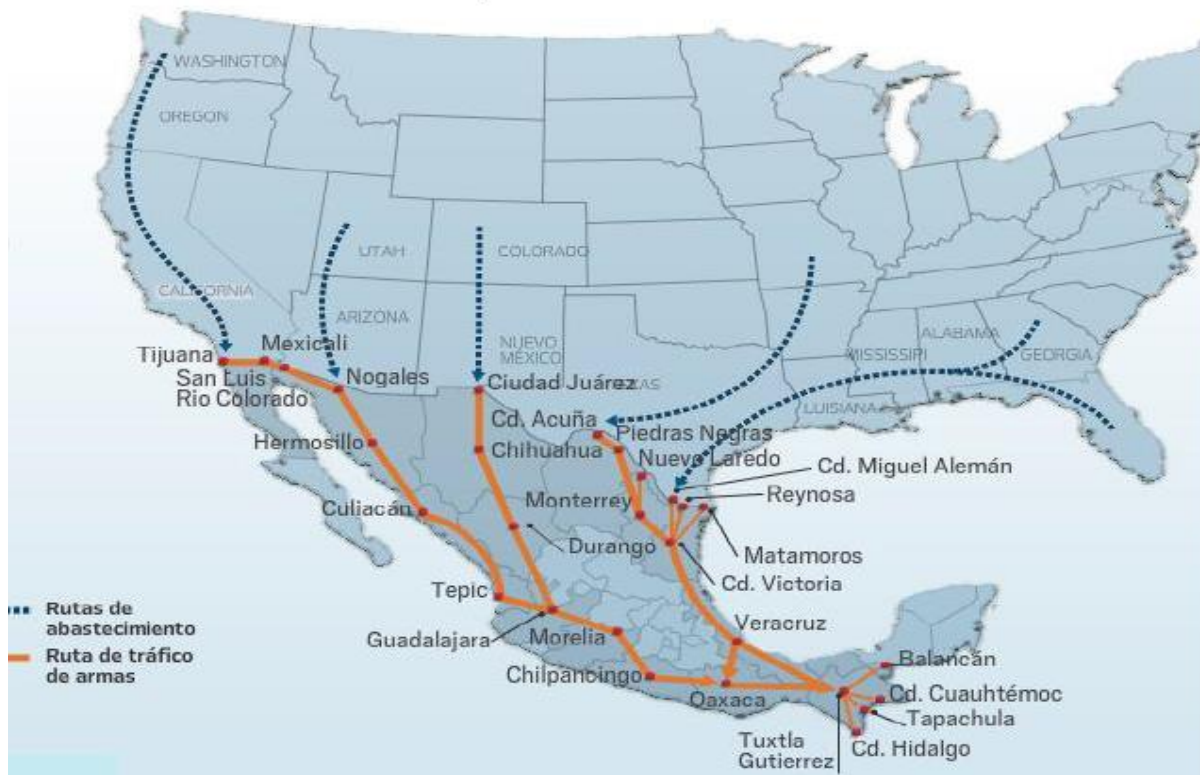 WASHINGTON
OREGON
UTAH
COLORADO
CALIFORNIA
ARIZONA
NUEVO
MÉXICO
TEXAS
ALABAMA
MISSISSIPI
GEORGIA
LOUISIANA
Tijuana
Mexicali
San Luis
Rio Colorado
Nogales
Ciudad Juárez
Cd. Acuña
Piedras Negras
Hermosillo
Chihuahua
Nuevo Laredo
Cd. Miguel Alemán
Monterrey
Reynosa
Culiacán
Durango
Matamoros
Cd. Victoria
Tepic
Rutas de
abastecimiento
Ruta de tráfico
de armas
Guadalajara
Morelia
Veracruz
Chilpancingo
Oaxaca
Balancán
Cd. Cuauhtémoc
Tapachula
Tuxtla
Gutierrez
Cd. Hidalgo